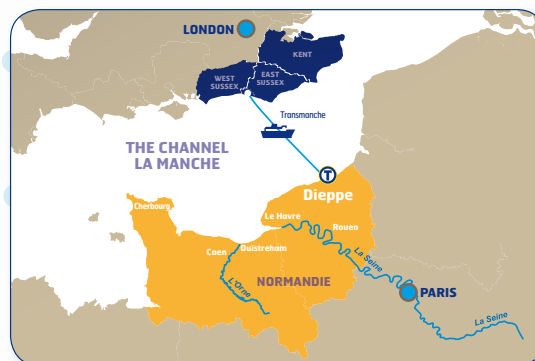 LONDON
KENT
WEST
SUSSEX
EAST
SUSSEX
Transmanche
THE CHANNEL
LA MANCHE
T
Dieppe
Cherbourg
Le Havre
Rouen
Caen
Ouistreham
La Seine
L'Orne
NORMANDIE
PARIS
La Seine